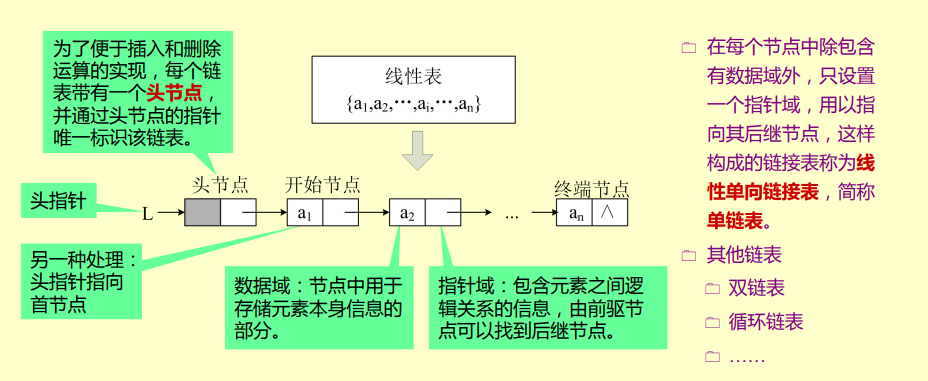 为了便于插入和删除
运算的实现，每个链
表带有一个头节点，
并通过头节点的指针
唯一标识该链表。
线性表
{a₁,a₂,⋯,aᵢ,⋯,aₙ}
头指针
L
头节点
开始节点
终端节点
a₁
a₂
...
aₙ
∧
另一种处理：
头指针指向
首节点
数据域：节点中用于
存储元素本身信息的
部分。
指针域：包含元素之间逻
辑关系的信息，由前驱节
点可以找到后继节点。
在每个节点中除包含
有数据域外，只设置
一个指针域，用以指
向其后继节点，这样
构成的链接表称为线
性单向链接表，简称
单链表。
其他链表
双链表
循环链表
……